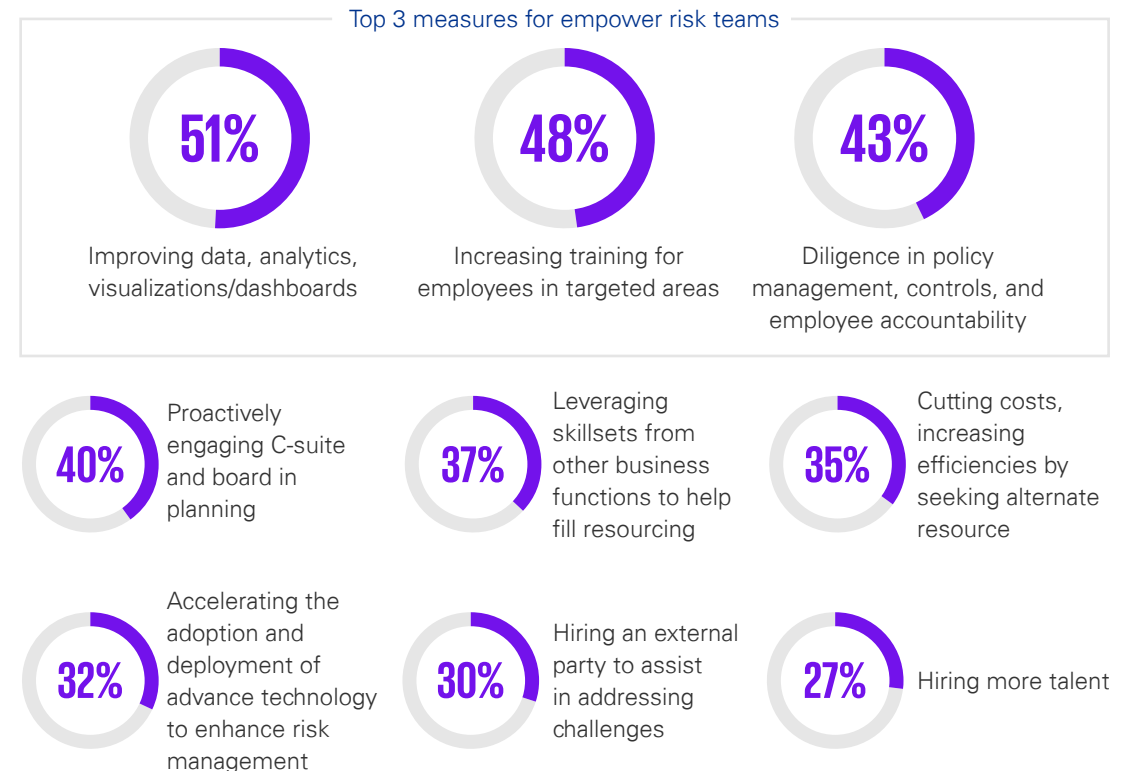 Top 3 measures for empower risk teams
51%
Improving data, analytics,
visualizations/dashboards
48%
Increasing training for
employees in targeted areas
43%
Diligence in policy
management, controls, and
employee accountability
40%
Proactively
engaging C-suite
and board in
planning
37%
Leveraging
skillsets from
other business
functions to help
fill resourcing
35%
Cutting costs,
increasing
efficiencies by
seeking alternate
resource
32%
Accelerating the
adoption and
deployment of
advance technology
to enhance risk
management
30%
Hiring an external
party to assist
in addressing
challenges
27%
Hiring more talent